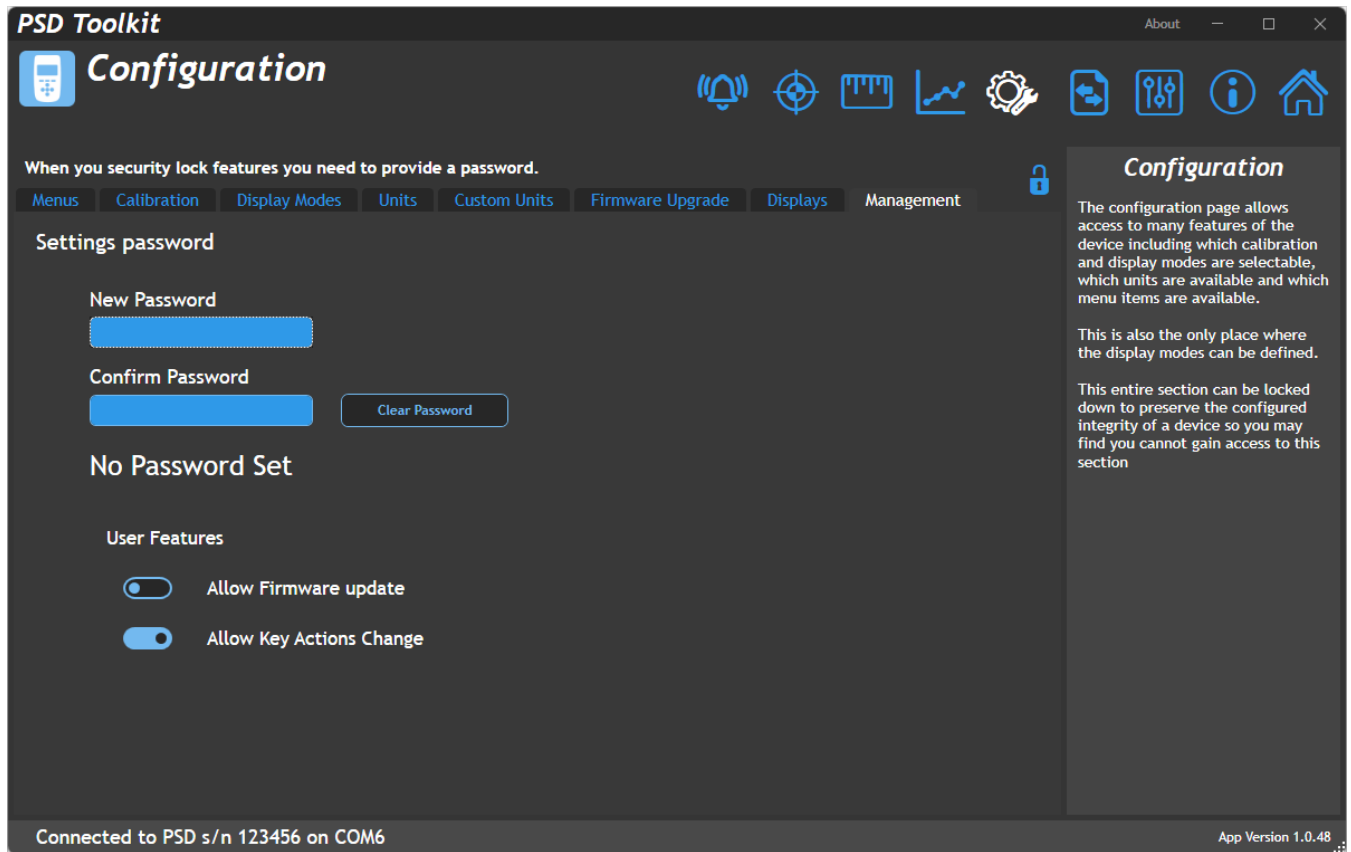 PSD Toolkit
About
Configuration
When you security lock features you need to provide a password.
Menus Calibration Display Modes Units Custom Units Firmware Upgrade Displays Management
Settings password
New Password
Confirm Password
Clear Password
No Password Set
User Features
Allow Firmware update
Allow Key Actions Change
Configuration
The configuration page allows
access to many features of the
device including which calibration
and display modes are selectable,
which units are available and which
menu items are available.
This is also the only place where
the display modes can be defined.
This entire section can be locked
down to preserve the configured
integrity of a device so you may
find you cannot gain access to this
section
Connected to PSD s/n 123456 on COM6
App Version 1.0.48